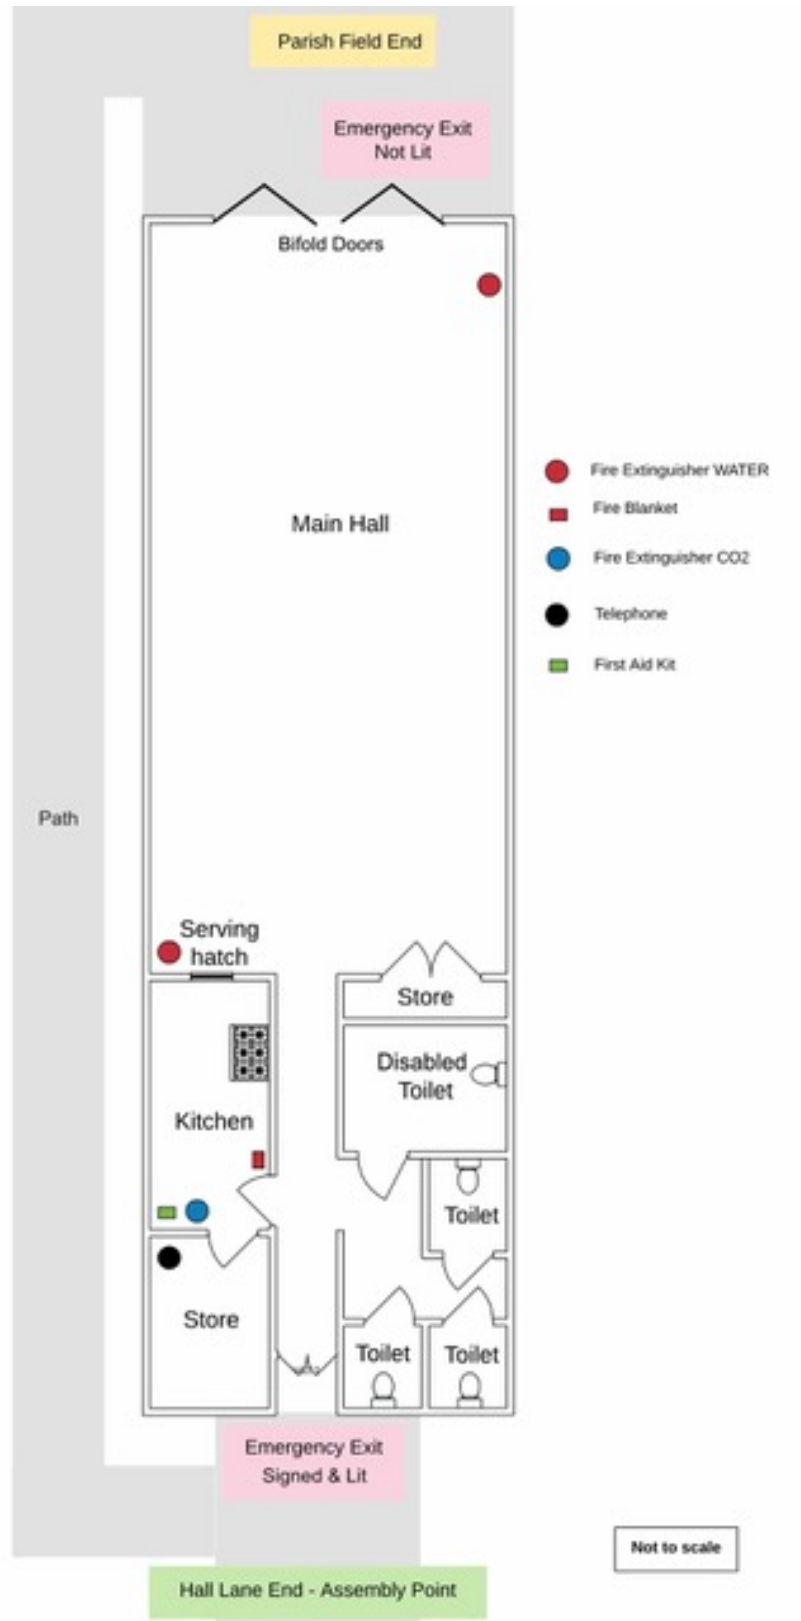 Parish Field End
Emergency Exit
Not Lit
Bifold Doors
Fire Extinguisher WATER
Fire Blanket
Main Hall
Fire Extinguisher CO2
Telephone
First Aid Kit
Path
Serving
hatch
Store
Disabled
Toilet
Kitchen
Toilet
Store
Toilet
Toilet
Emergency Exit
Signed & Lit
Not to scale
Hall Lane End - Assembly Point